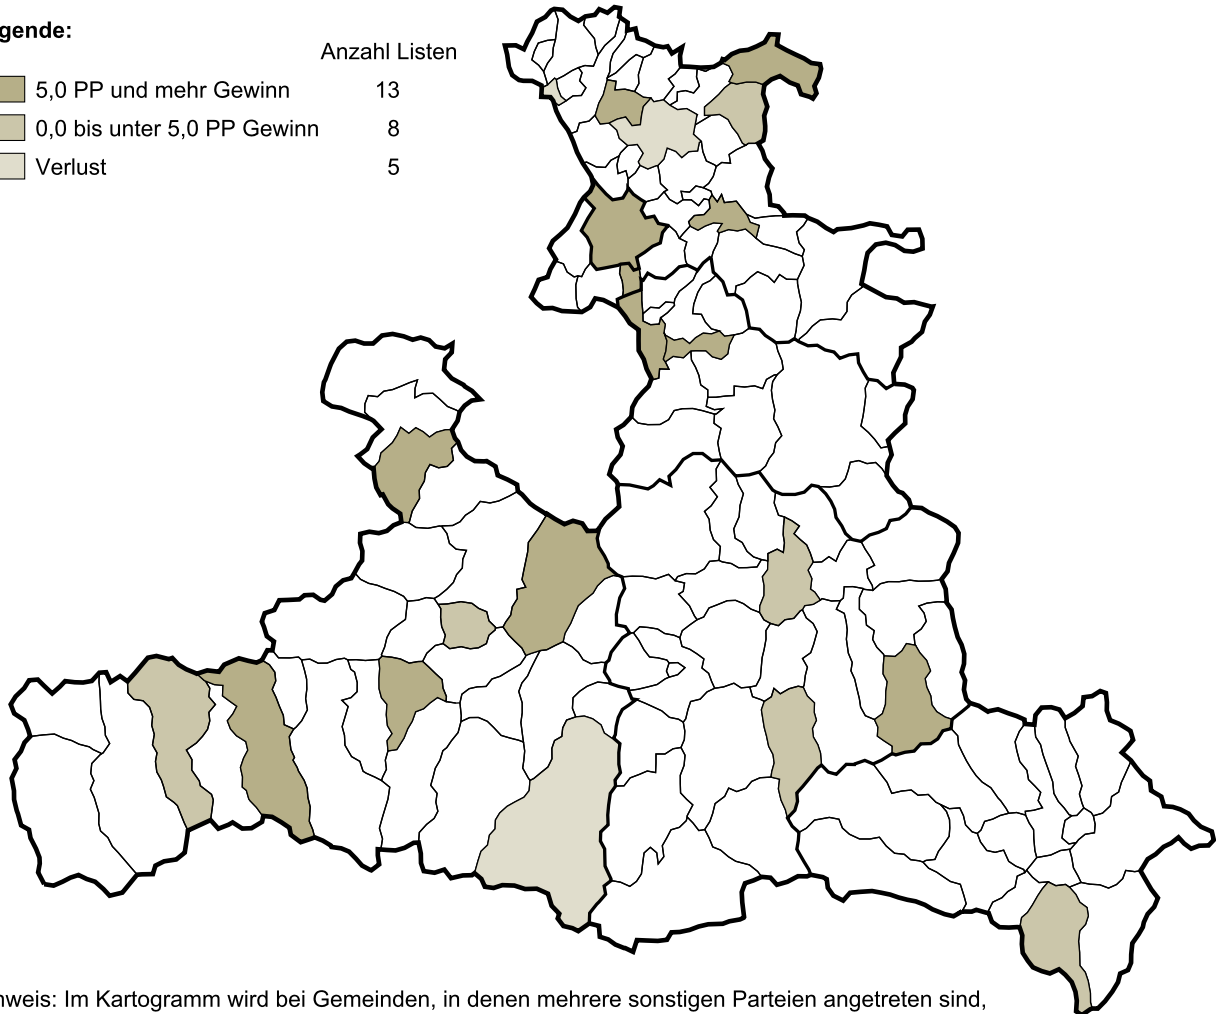 gende:
Anzahl Listen
5,0 PP und mehr Gewinn 13
0,0 bis unter 5,0 PP Gewinn 8
Verlust 5
nweis: Im Kartogramm wird bei Gemeinden, in denen mehrere sonstigen Parteien angetreten sind,